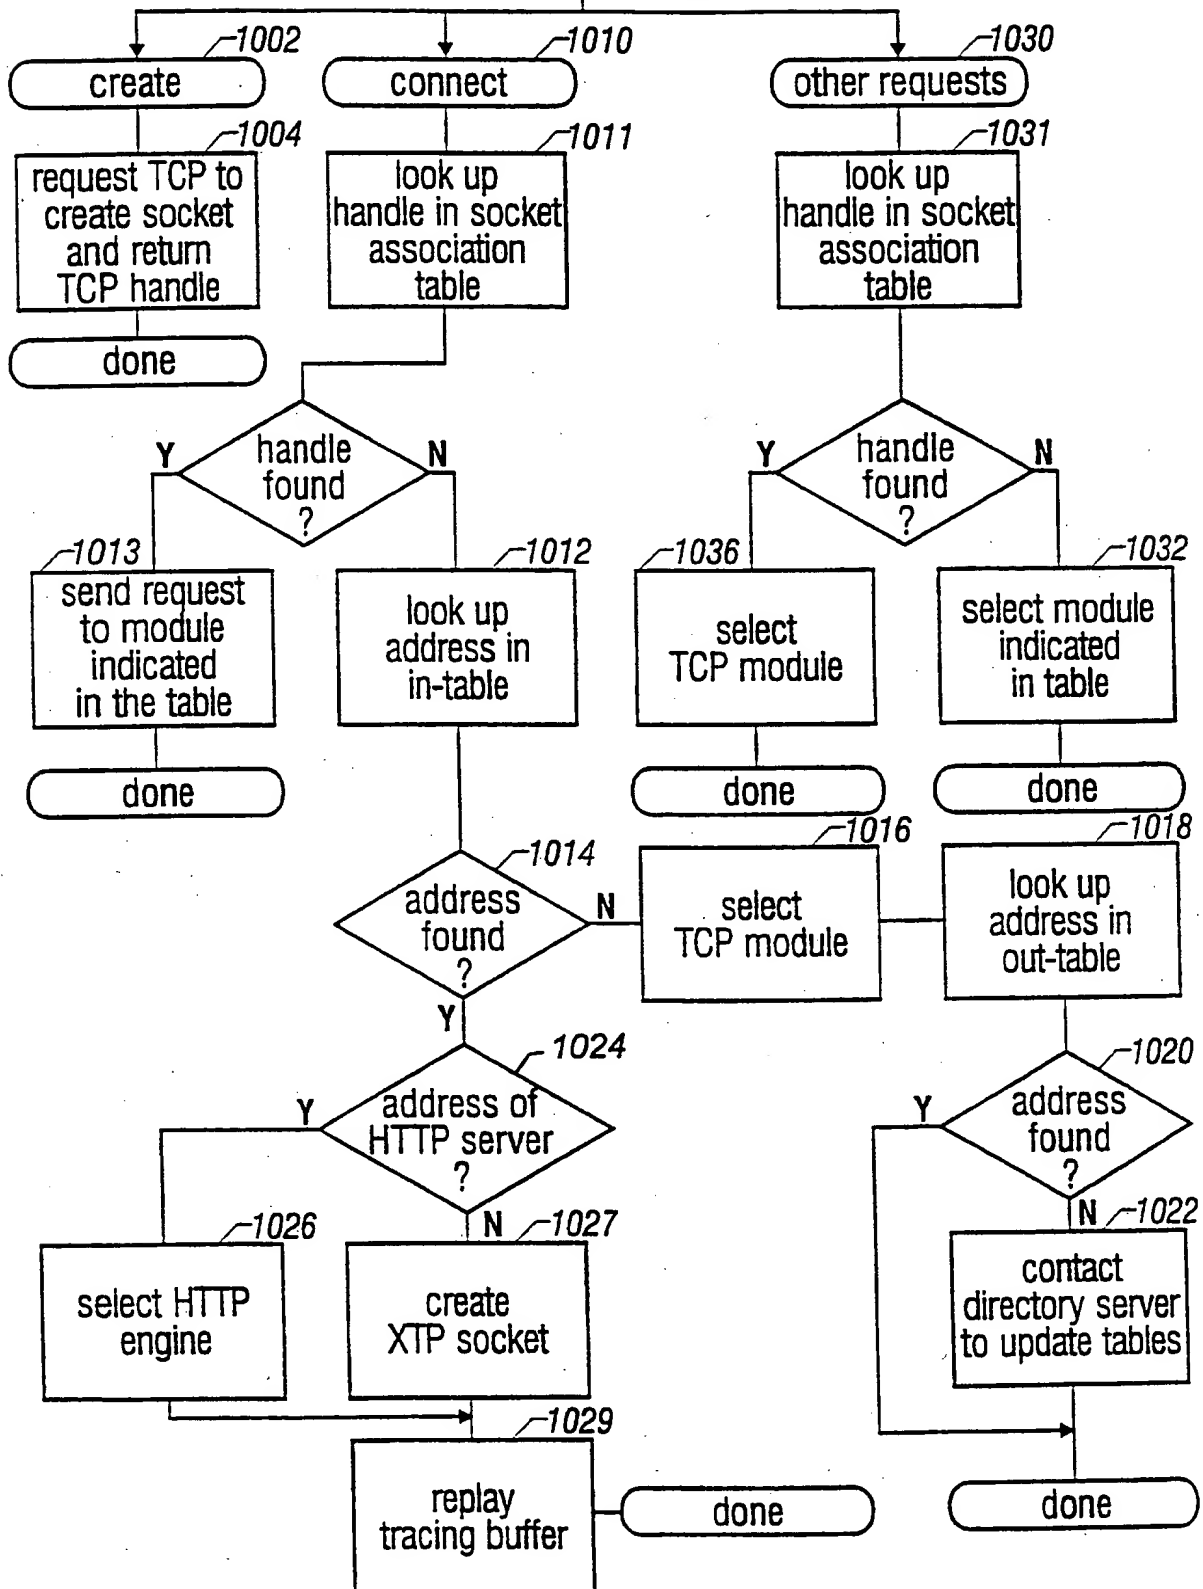 1002
create
1010
connect
1030
other requests
1004
request TCP to
create socket
and return
TCP handle
1011
look up
handle in socket
association
table
1031
look up
handle in socket
association
table
done
Y
handle
found
?
N
Y
handle
found
?
N
1013
send request
to module
indicated
in the table
1012
look up
address in
in-table
1036
select
TCP module
1032
select module
indicated
in table
done
done
done
1014
address
found
?
N
Y
1016
select
TCP module
1018
look up
address in
out-table
1024
address of
HTTP server
?
Y
N
1020
address
found
?
Y
N
1026
select HTTP
engine
1027
create
XTP socket
1022
contact
directory server
to update tables
1029
replay
tracing buffer
done
done